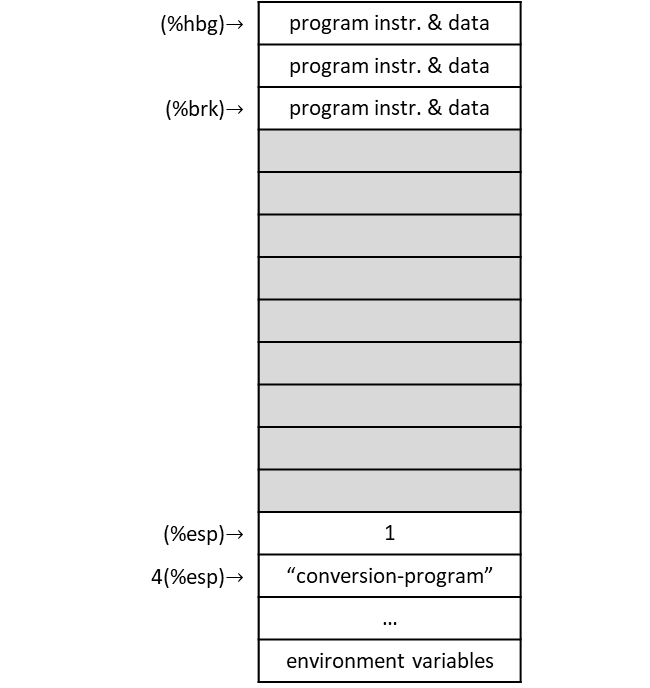 (%hbg)→ program instr. & data
program instr. & data
(%brk)→ program instr. & data
(%esp)→ 1
4(%esp)→ “conversion-program”
...
environment variables